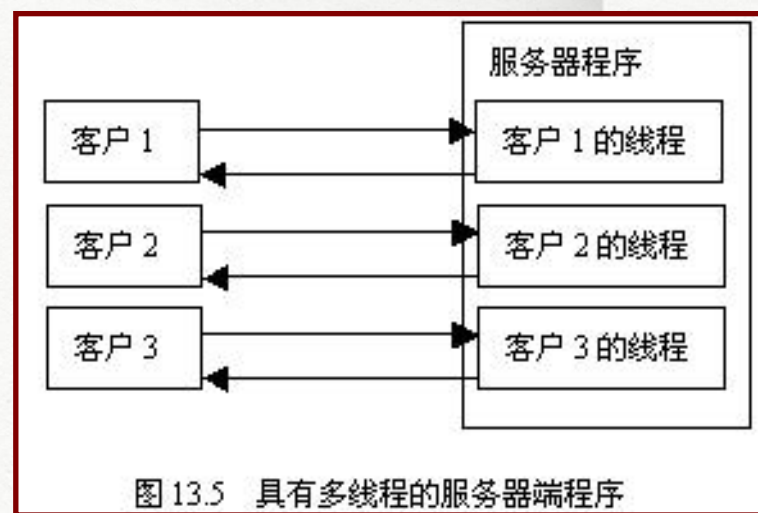 服务器程序
客户 1
客户 1 的线程
客户 2
客户 2 的线程
客户 3
客户 3 的线程
图 13.5 具有多线程的服务器端程序